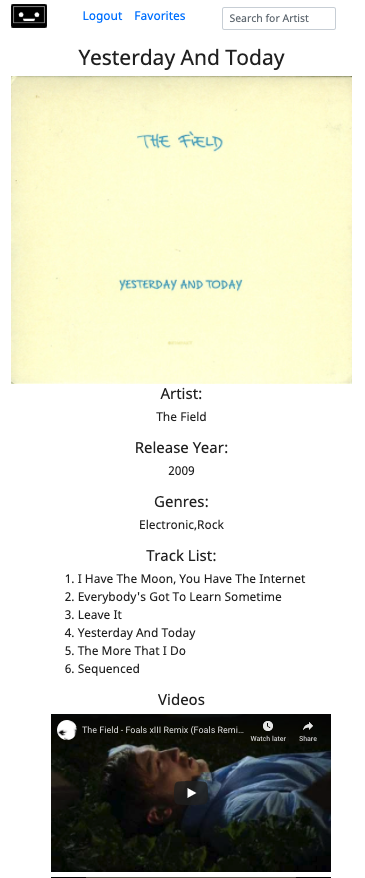 Logout Favorites Search for Artist
Yesterday And Today
THE FiELD
YESTERDAY AND TODAY
Artist:
The Field
Release Year:
2009
Genres:
Electronic,Rock
Track List:
1. I Have The Moon, You Have The Internet
2. Everybody's Got To Learn Sometime
3. Leave It
4. Yesterday And Today
5. The More That I Do
6. Sequenced
Videos
The Field - Foals xIII Remix (Foals Remi...
Watch later Share